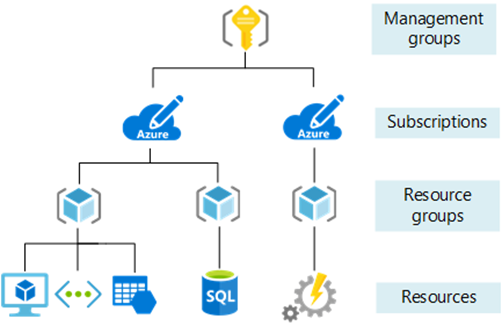 Management
groups
Azure
Azure
Subscriptions
Resource
groups
SQL
Resources